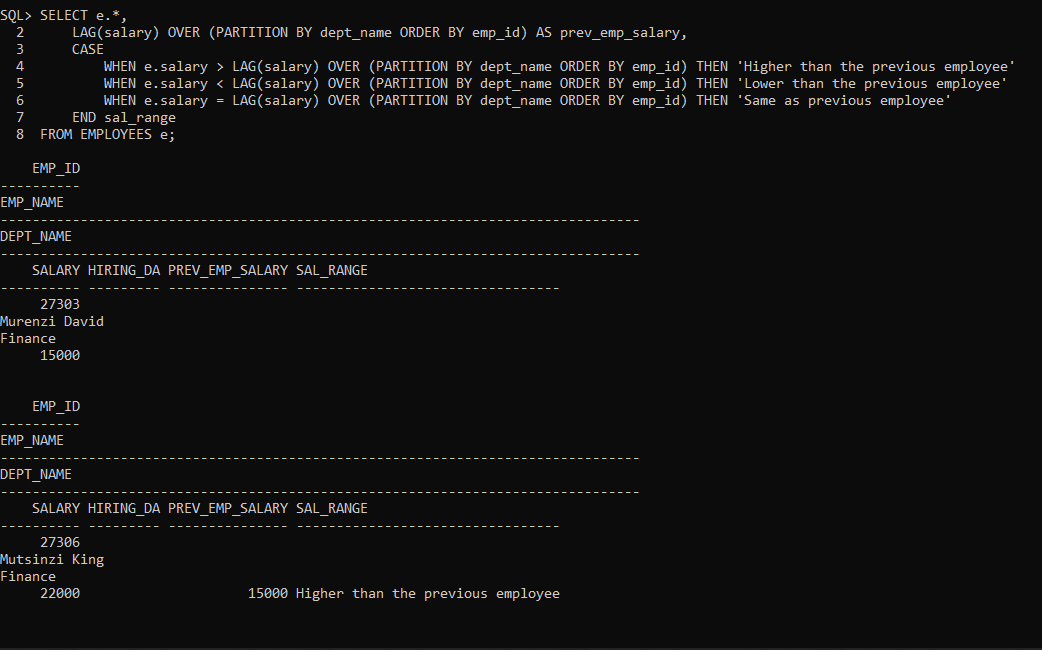 SQL> SELECT e.*,
  2      LAG(salary) OVER (PARTITION BY dept_name ORDER BY emp_id) AS prev_emp_salary,
  3      CASE
  4          WHEN e.salary > LAG(salary) OVER (PARTITION BY dept_name ORDER BY emp_id) THEN 'Higher than the previous employee'
  5          WHEN e.salary < LAG(salary) OVER (PARTITION BY dept_name ORDER BY emp_id) THEN 'Lower than the previous employee'
  6          WHEN e.salary = LAG(salary) OVER (PARTITION BY dept_name ORDER BY emp_id) THEN 'Same as previous employee'
  7      END sal_range
  8  FROM EMPLOYEES e;

    EMP_ID
----------
EMP_NAME
--------------------------------------------------------------------------------
DEPT_NAME
--------------------------------------------------------------------------------
    SALARY HIRING_DA PREV_EMP_SALARY SAL_RANGE
---------- --------- --------------- ---------------------------------
     27303
Murenzi David
Finance
     15000


    EMP_ID
----------
EMP_NAME
--------------------------------------------------------------------------------
DEPT_NAME
--------------------------------------------------------------------------------
    SALARY HIRING_DA PREV_EMP_SALARY SAL_RANGE
---------- --------- --------------- ---------------------------------
     27306
Mutsinzi King
Finance
     22000                     15000 Higher than the previous employee